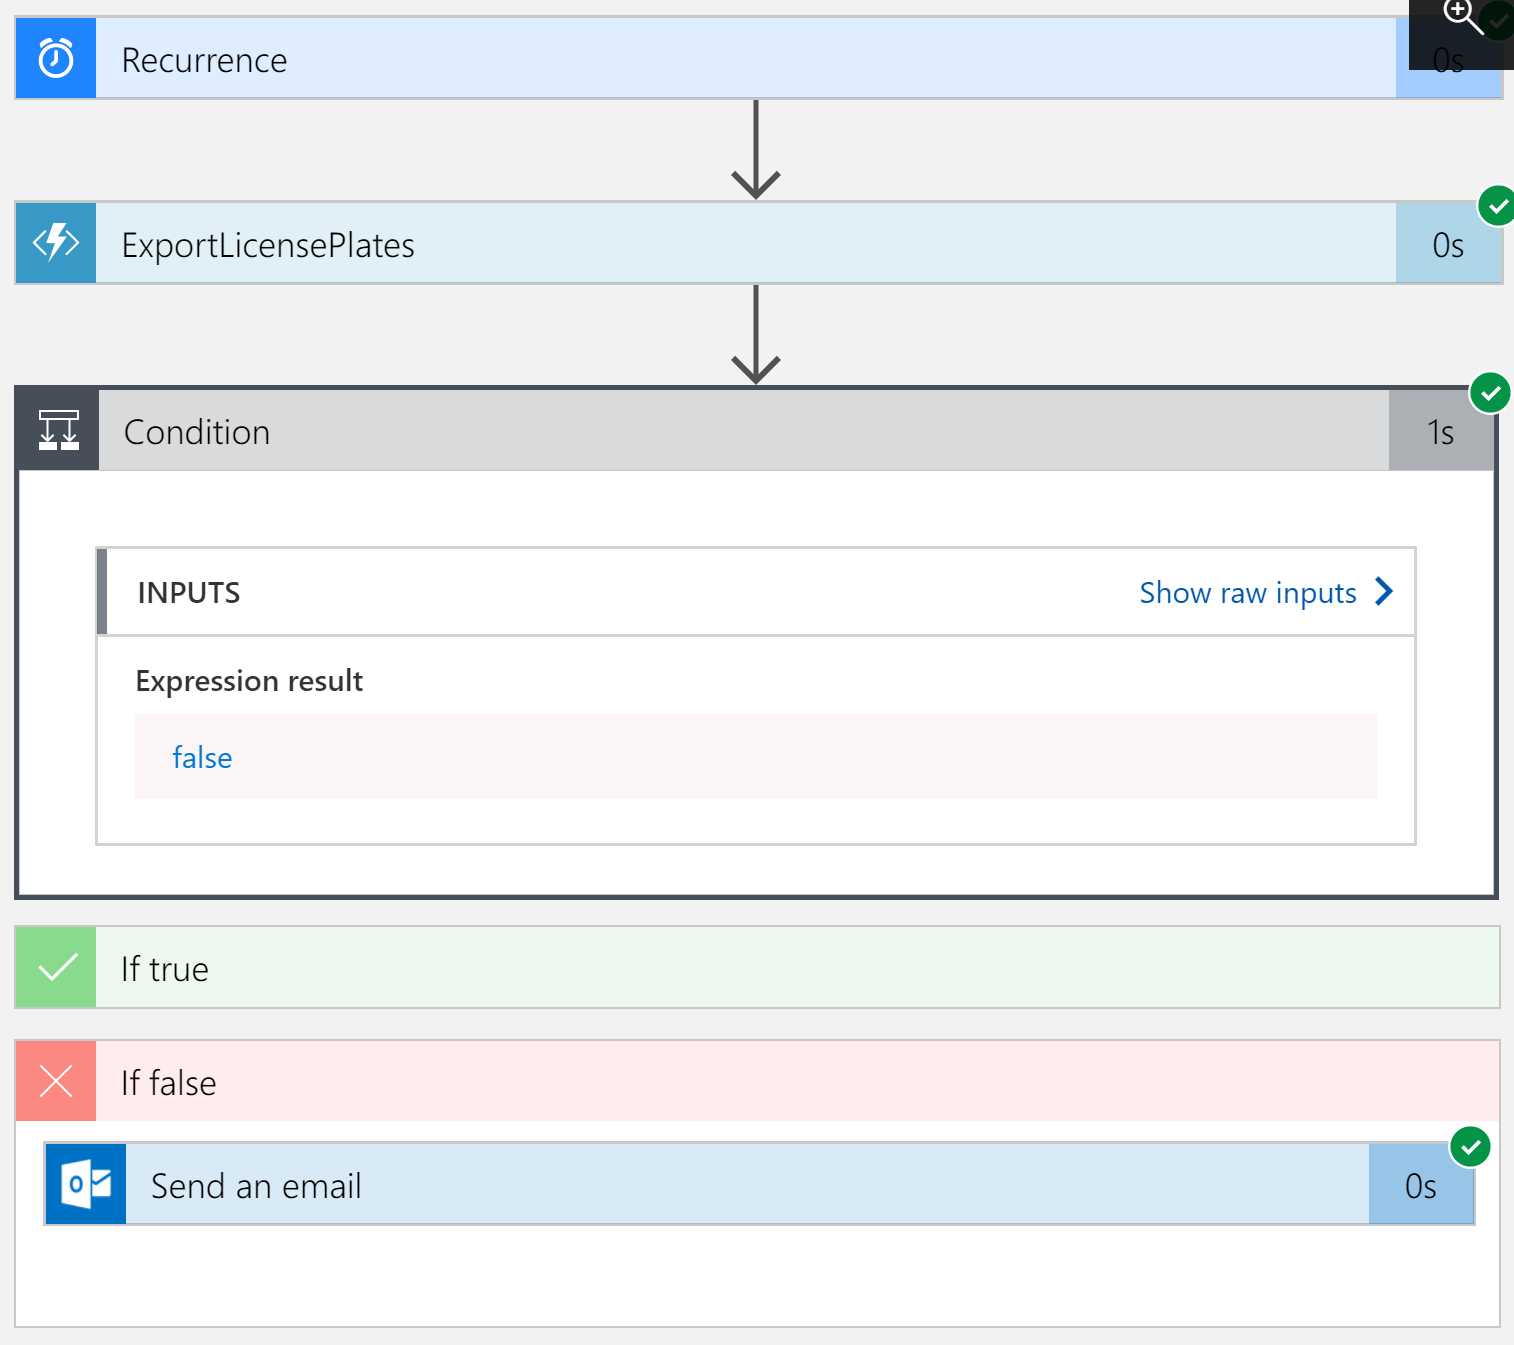 Recurrence
0s
ExportLicensePlates
0s
Condition
1s
INPUTS
Show raw inputs
Expression result
false
If true
If false
Send an email
0s